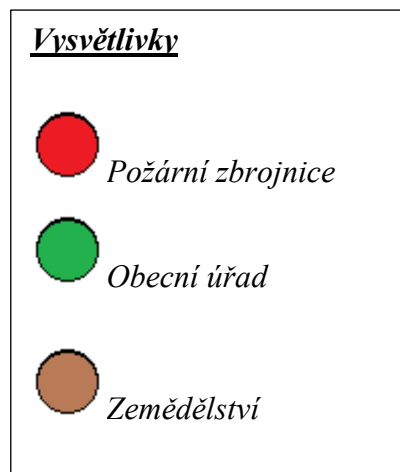 Vysvětlivky
Požární zbrojnice
Obecní úřad
Zemědělství